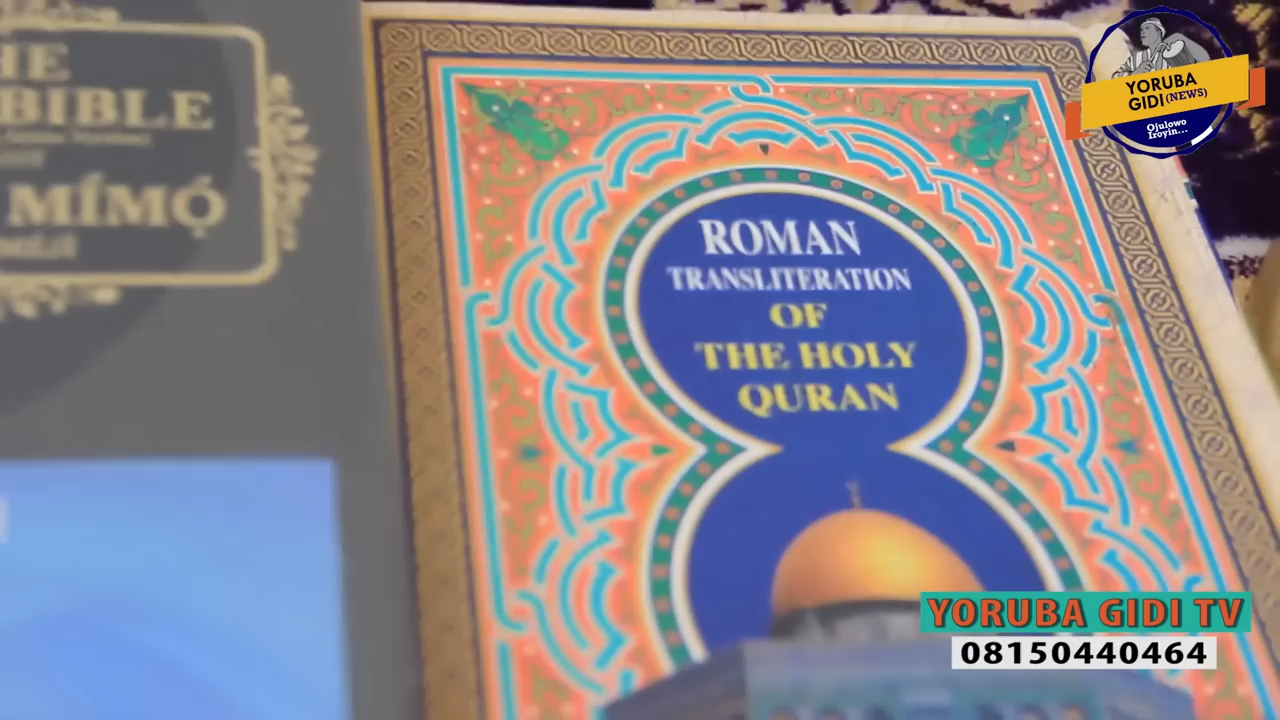 HE
BIBLE
MÍMỌ́
ROMAN
TRANSLITERATION
OF
THE HOLY
QURAN
YORUBA
GIDI (NEWS)
Ojulowo
Iroyin...
YORUBA GIDI TV
08150440464